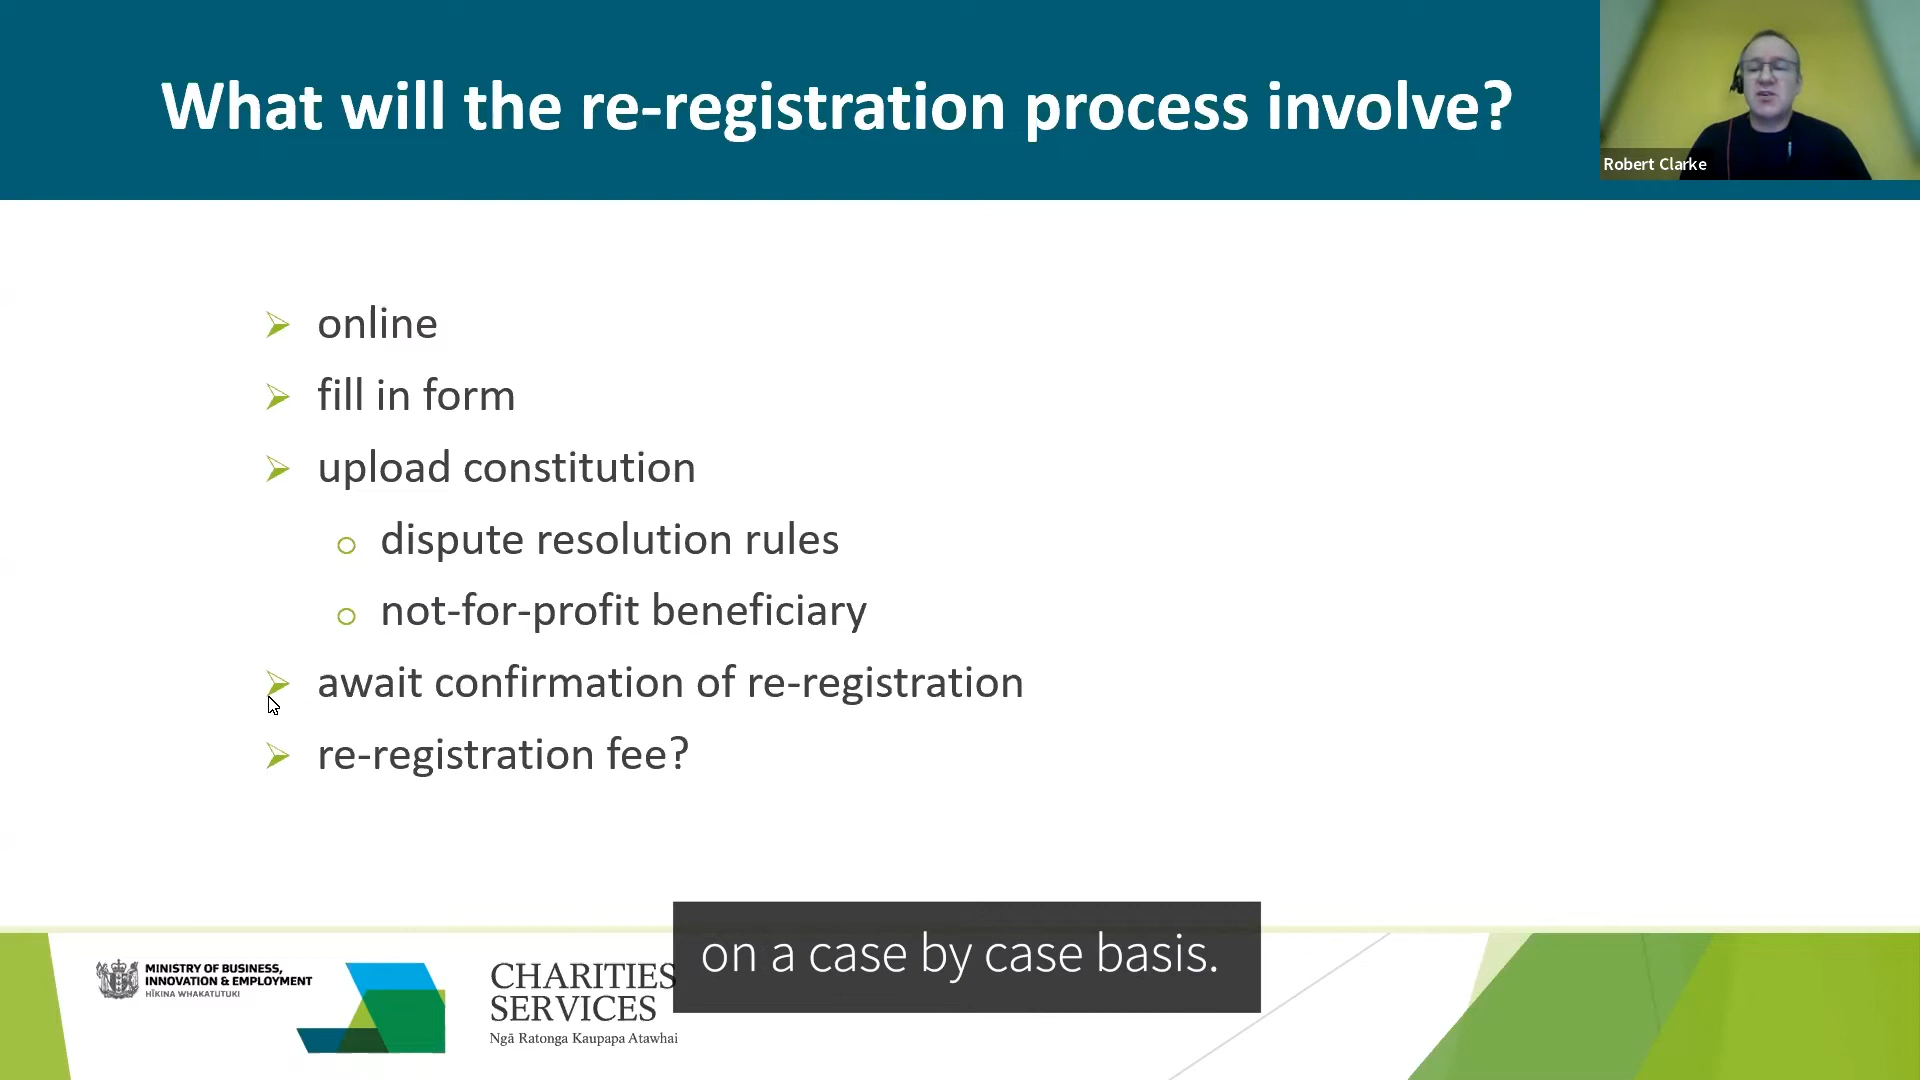 What will the re-registration process involve?
Robert Clarke
online
fill in form
upload constitution
dispute resolution rules
not-for-profit beneficiary
await confirmation of re-registration
re-registration fee?
on a case by case basis.
MINISTRY OF BUSINESS,
INNOVATION & EMPLOYMENT
HĪKINA WHAKATUTUKI
CHARITIES
SERVICES
Ngā Ratonga Kaupapa Atawhai